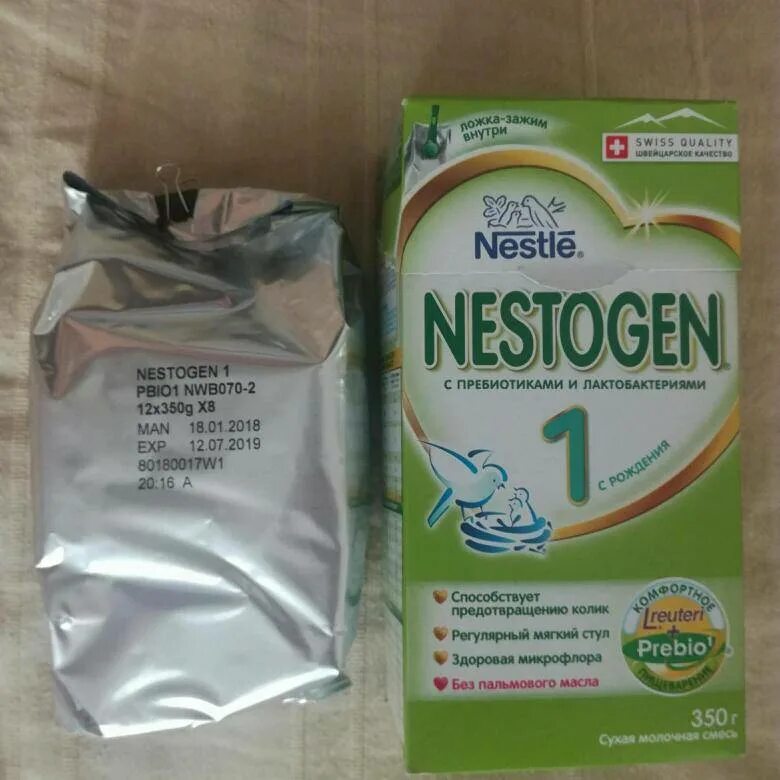 NESTOGEN 1
PBIO1 NWB070-2
12x350g X8
MAN 18.01.2018
EXP 12.07.2019
80180017W1
20:16 A
ложка-зажим
внутри
SWISS QUALITY
ШВЕЙЦАРСКОЕ КАЧЕСТВО
Nestlé®
NESTOGEN®
С ПРЕБИОТИКАМИ И ЛАКТОБАКТЕРИЯМИ
1
С РОЖДЕНИЯ
Способствует
предотвращению колик
Регулярный мягкий стул
Здоровая микрофлора
Без пальмового масла
КОМФОРТНОЕ
L.reuteri
+
Prebio1
ПИЩЕВАРЕНИЕ
350 г
Сухая молочная смесь